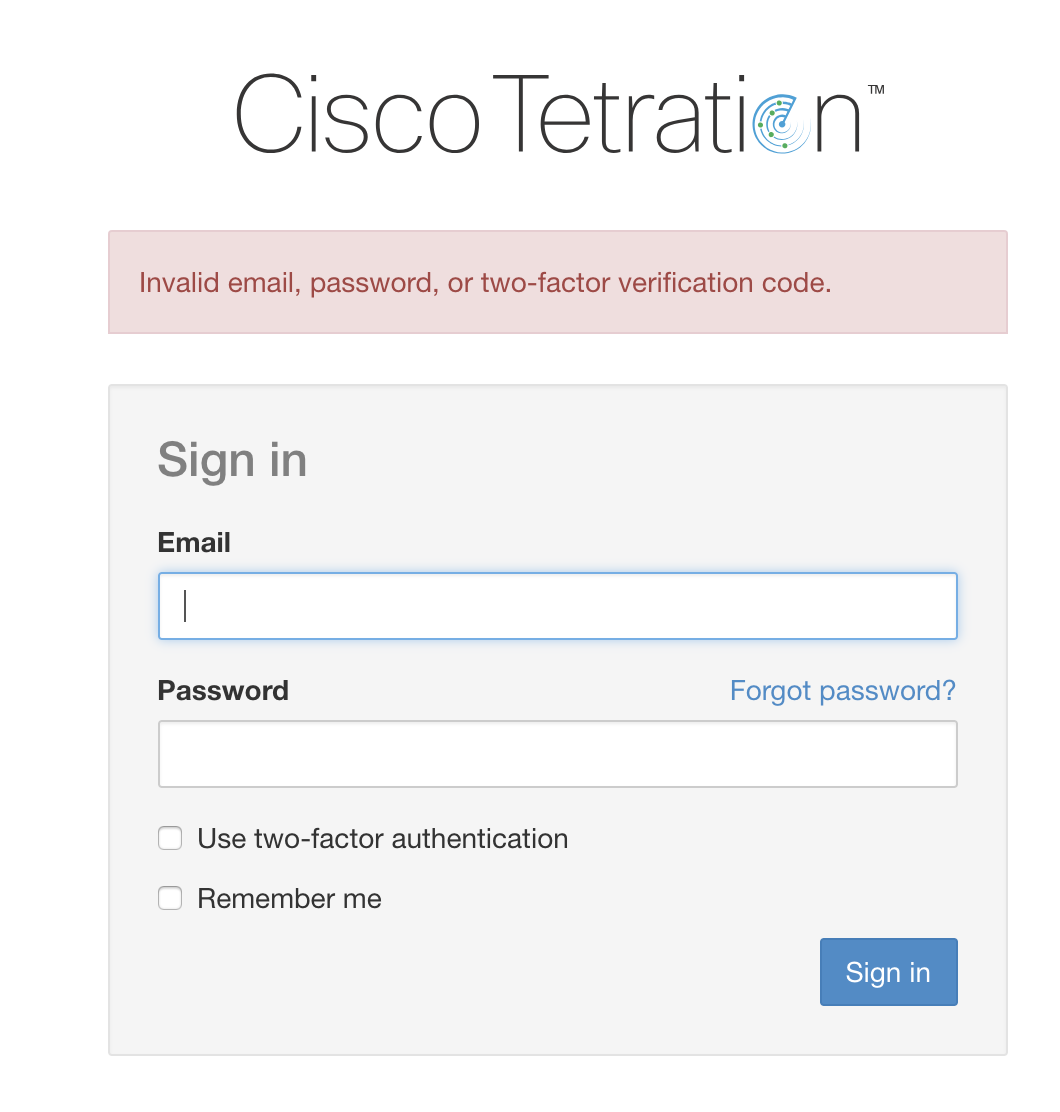 Cisco Tetration™
Invalid email, password, or two-factor verification code.
Sign in
Email
Password Forgot password?
Use two-factor authentication
Remember me
Sign in